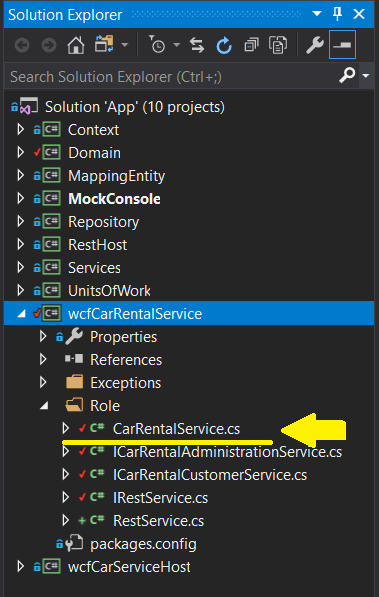 Solution Explorer
Search Solution Explorer (Ctrl+;)
Solution 'App' (10 projects)
C# Context
C# Domain
C# MappingEntity
C# MockConsole
C# Repository
C# RestHost
C# Services
C# UnitsOfWork
C# wcfCarRentalService
Properties
References
Exceptions
Role
C# CarRentalService.cs
C# ICarRentalAdministrationService.cs
C# ICarRentalCustomerService.cs
C# IRestService.cs
C# RestService.cs
packages.config
C# wcfCarServiceHost